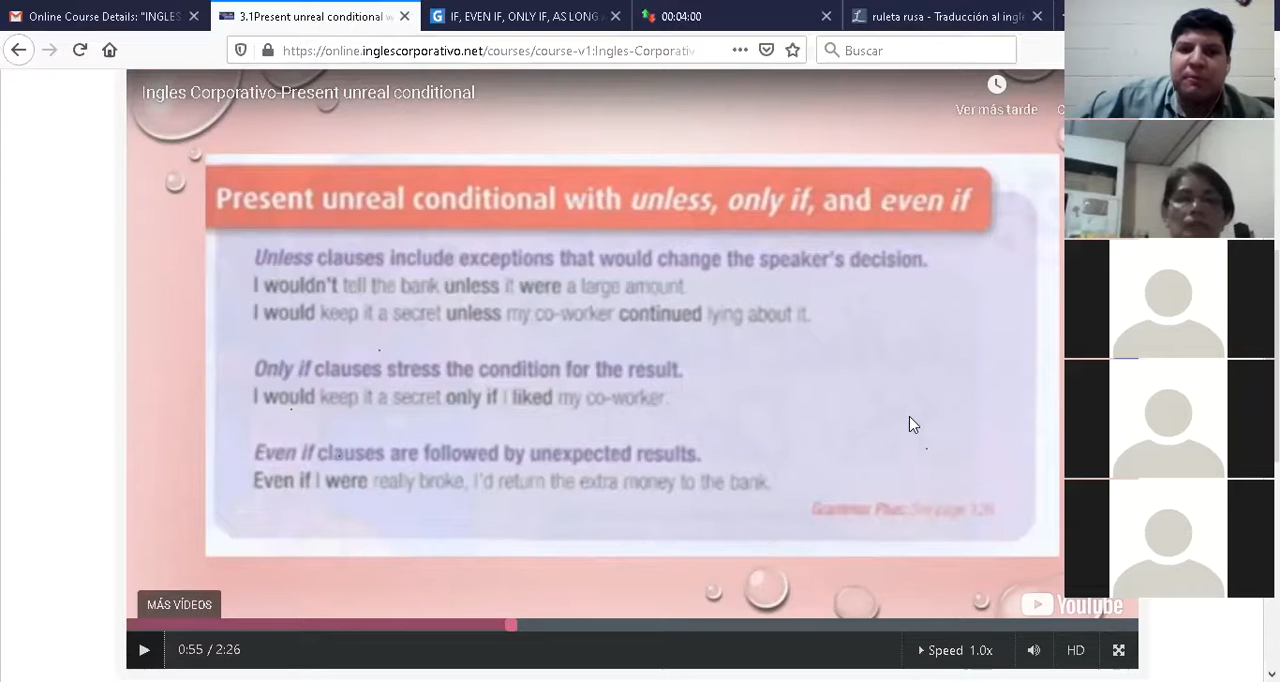 Online Course Details: "INGLES
3.1Present unreal conditional w
IF, EVEN IF, ONLY IF, AS LONG A
00:04:00
ruleta rusa - Traducción al inglé
https://online.inglescorporativo.net/courses/course-v1:Ingles-Corporativ
Buscar
Ingles Corporativo-Present unreal conditional
Ver más tarde
Present unreal conditional with unless, only if, and even if
Unless clauses include exceptions that would change the speaker's decision.
I wouldn't tell the bank unless it were a large amount.
I would keep it a secret unless my co-worker continued lying about it.
Only if clauses stress the condition for the result.
I would keep it a secret only if I liked my co-worker.
Even if clauses are followed by unexpected results.
Even if I were really broke, I'd return the extra money to the bank.
Grammar Plus: See page
MÁS VÍDEOS
YouTube
0:55 / 2:26
Speed 1.0x
HD